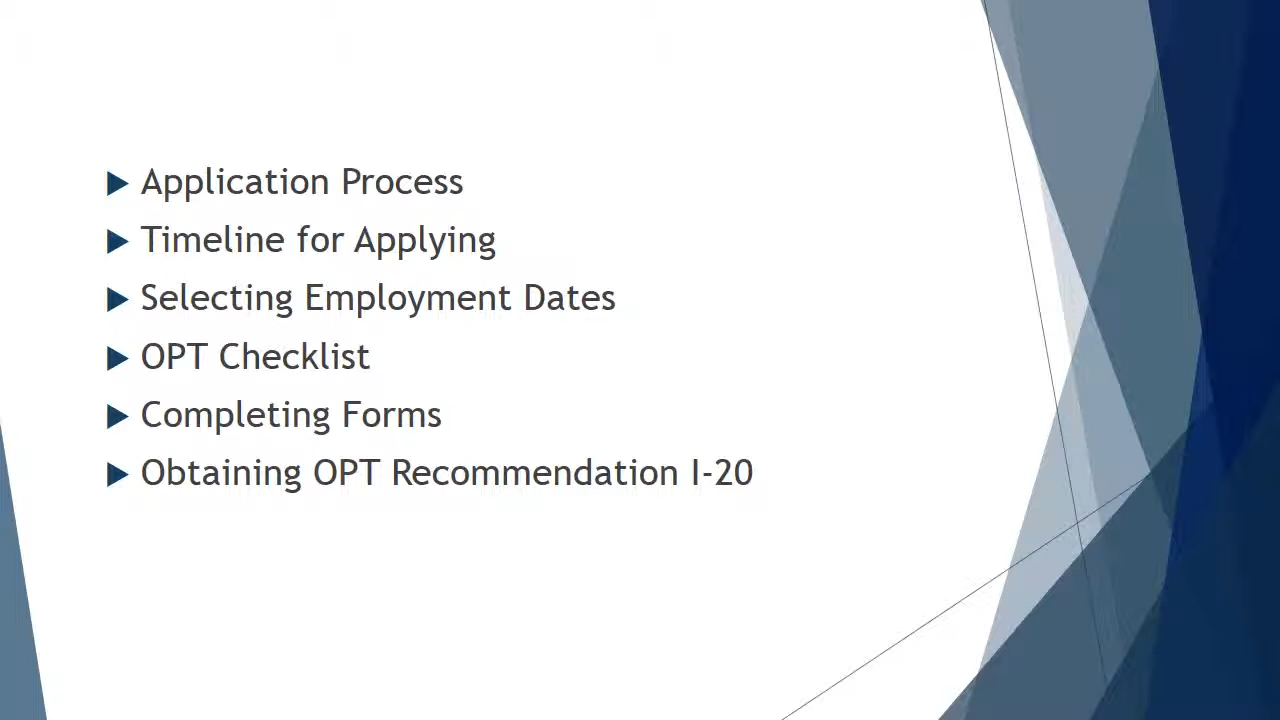 Application Process
Timeline for Applying
Selecting Employment Dates
OPT Checklist
Completing Forms
Obtaining OPT Recommendation I-20